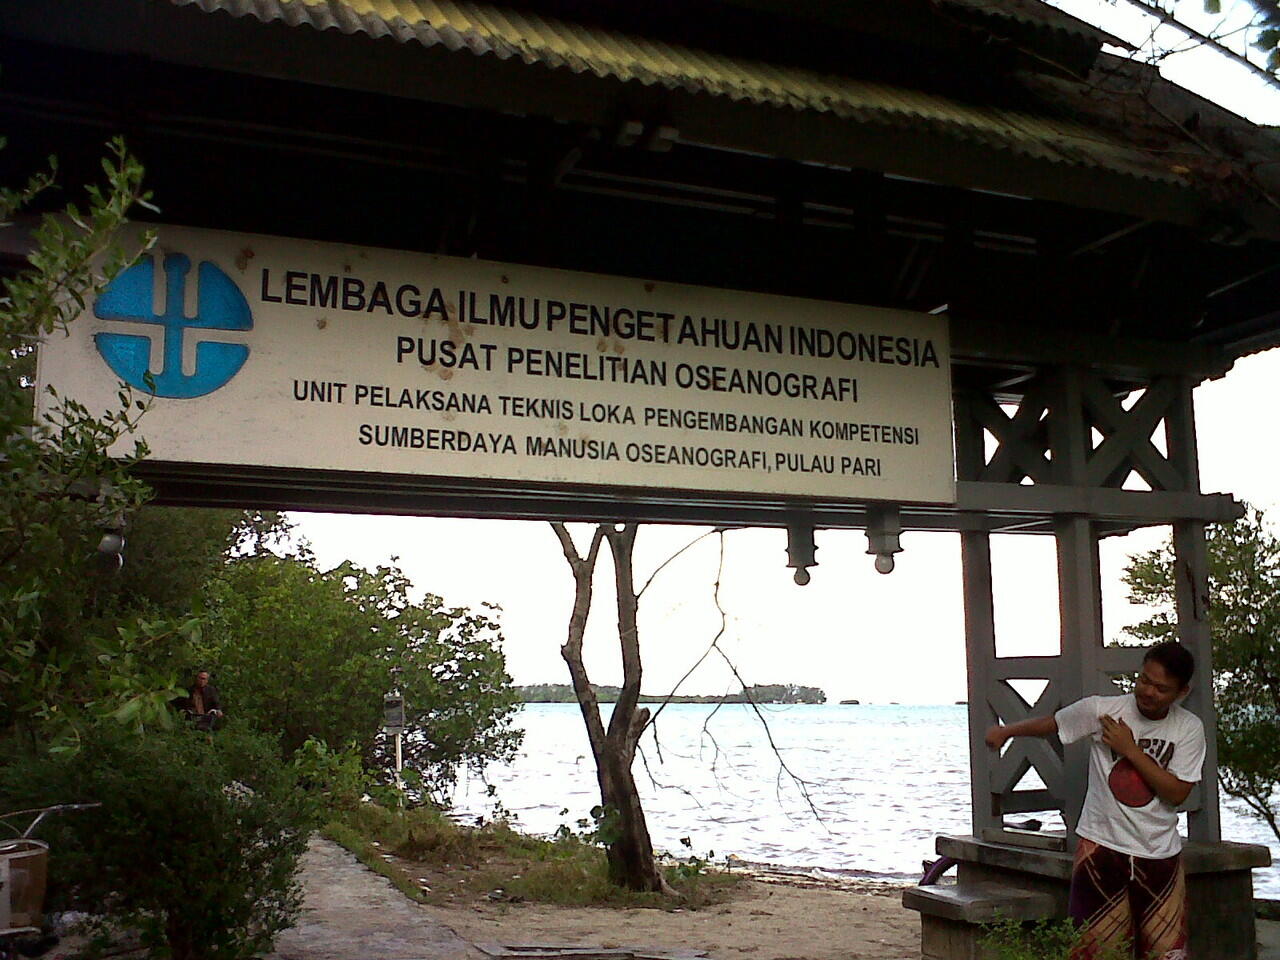 LEMBAGA ILMU PENGETAHUAN INDONESIA
PUSAT PENELITIAN OSEANOGRAFI
UNIT PELAKSANA TEKNIS LOKA PENGEMBANGAN KOMPETENSI
SUMBERDAYA MANUSIA OSEANOGRAFI, PULAU PARI